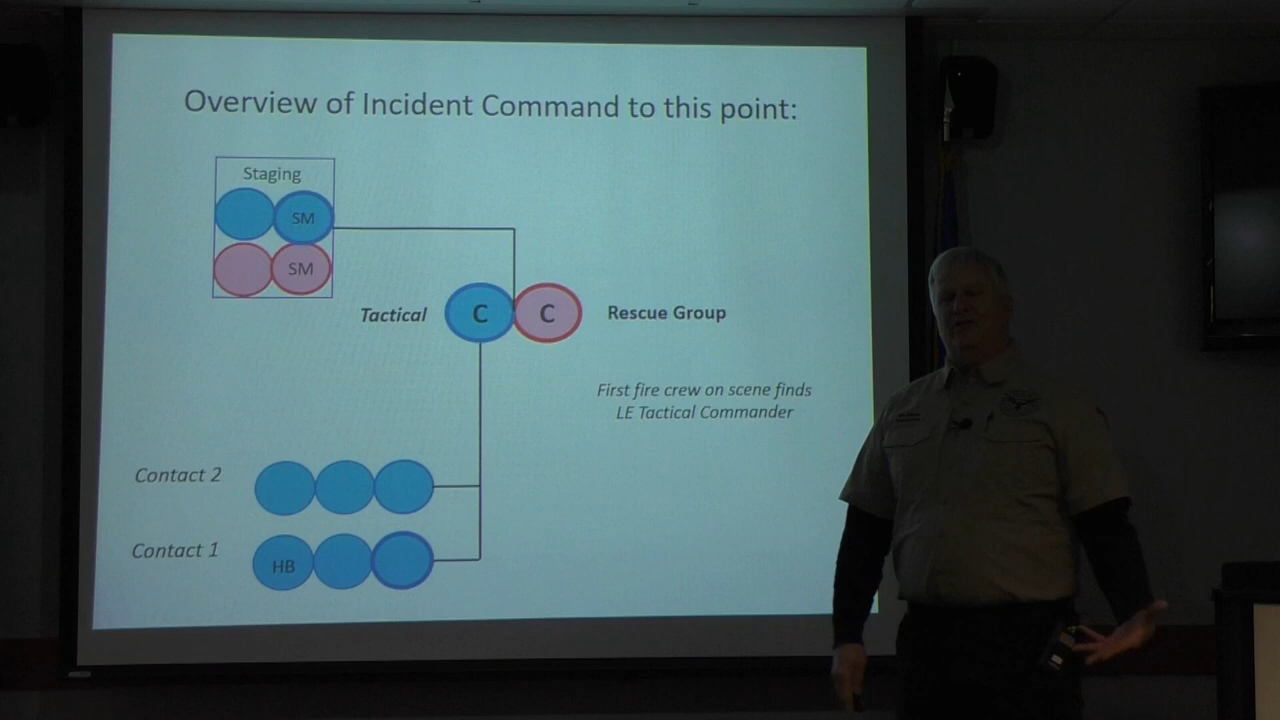 Overview of Incident Command to this point:
Staging
SM
SM
Tactical
C
C
Rescue Group
First fire crew on scene finds
LE Tactical Commander
Contact 2
Contact 1
HB